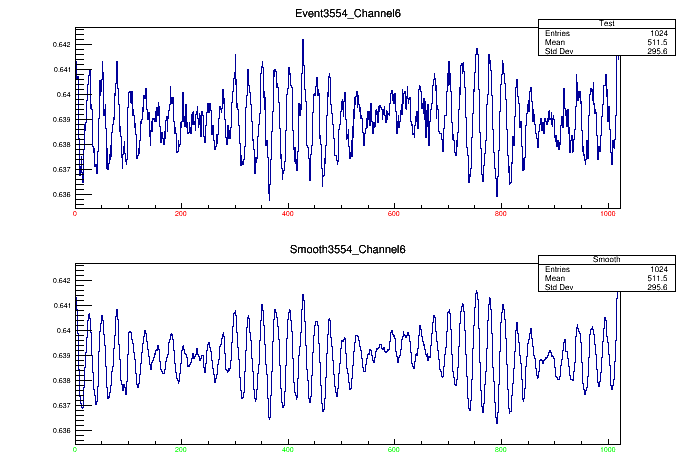 Event3554_Channel6
Test
Entries 1024
Mean 511.5
Std Dev 295.6
0.642
0.641
0.64
0.639
0.638
0.637
0.636
0 200 400 600 800 1000
Smooth3554_Channel6
Smooth
Entries 1024
Mean 511.5
Std Dev 295.6
0.642
0.641
0.64
0.639
0.638
0.637
0.636
0 200 400 600 800 1000